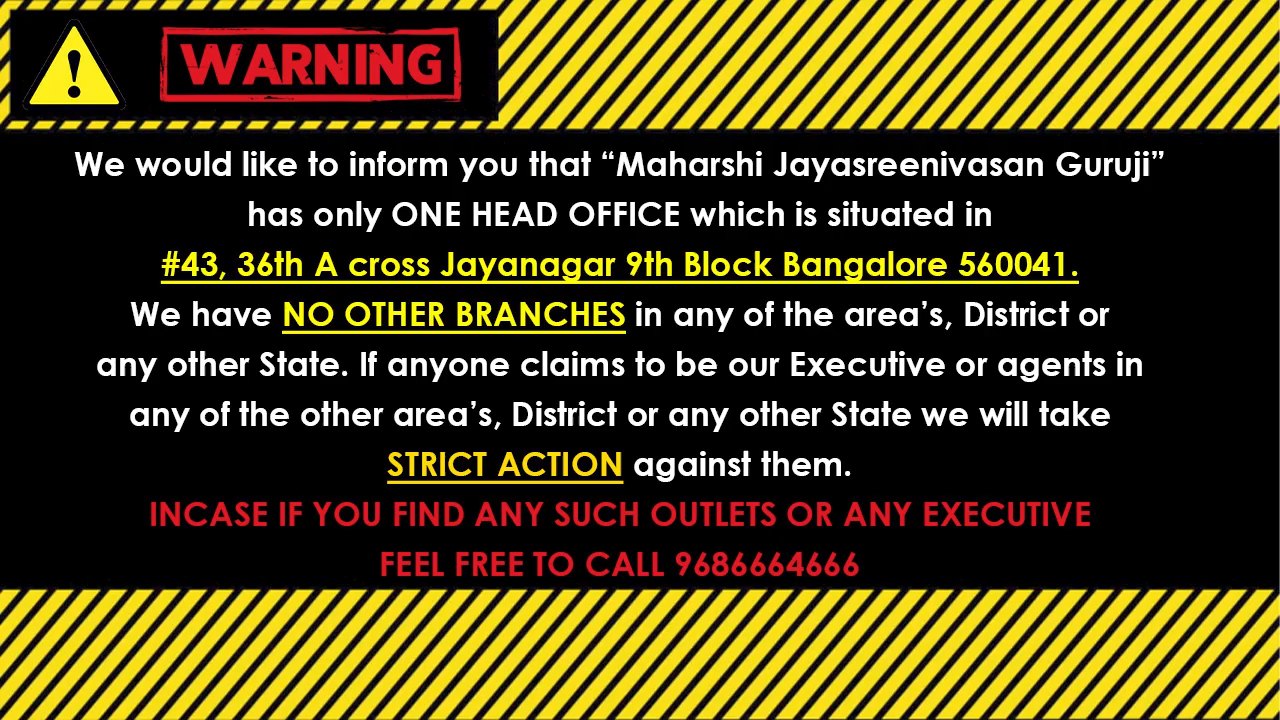 WARNING
We would like to inform you that “Maharshi Jayasreenivasan Guruji”
has only ONE HEAD OFFICE which is situated in
#43, 36th A cross Jayanagar 9th Block Bangalore 560041.
We have NO OTHER BRANCHES in any of the area’s, District or
any other State. If anyone claims to be our Executive or agents in
any of the other area’s, District or any other State we will take
STRICT ACTION against them.
INCASE IF YOU FIND ANY SUCH OUTLETS OR ANY EXECUTIVE
FEEL FREE TO CALL 9686664666